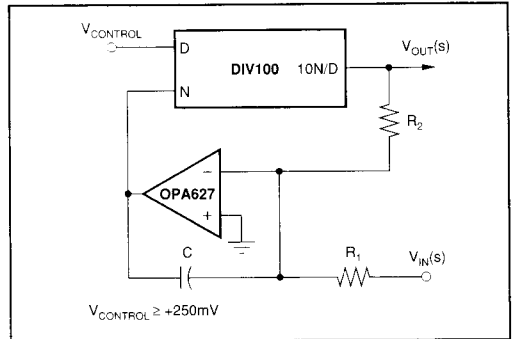 V_CONTROL
D
DIV100
10N/D
V_OUT(s)
N
R_2
−
OPA627
+
C
R_1
V_IN(s)
V_CONTROL ≥ +250mV